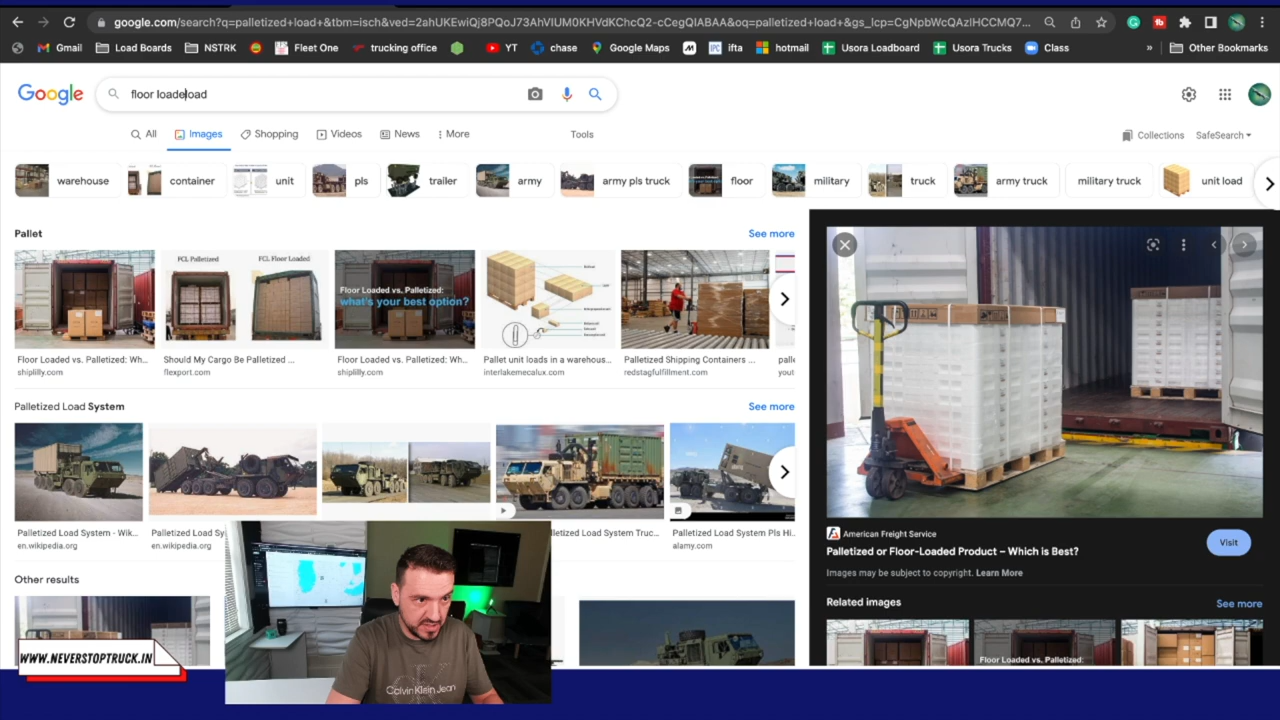 google.com/search?q=palletized+load+&tbm=isch&ved=2ahUKEwiQj8PQoJ73AhVIUM0KHVdKChcQ2-cCegQIABAA&oq=palletized+load+&gs_lcp=CgNpbWcQAzIHCCMQ7...
Gmail Load Boards NSTRK Fleet One trucking office YT chase Google Maps ifta hotmail Usora Loadboard Usora Trucks Class » Other Bookmarks
Google floor loadeload
All Images Shopping Videos News More Tools Collections SafeSearch
warehouse container unit pls trailer army army pls truck floor military truck army truck military truck unit load
Pallet See more
FCL Palletized FCL Floor Loaded
Floor Loaded vs. Palletized:
what's your best option?
Floor Loaded vs. Palletized: Wh... Should My Cargo Be Palletized ... Floor Loaded vs. Palletized: Wh... Pallet unit loads in a warehous... Palletized Shipping Containers ... palle
shiplilly.com flexport.com shiplilly.com interlakemecalux.com redstagfulfillment.com yout
Palletized Load System See more
Palletized Load System - Wik... Palletized Load Sy Load System Truc... Palletized Load System Pls Hi...
en.wikipedia.org en.wikipedia.org alamy.com
Other results
American Freight Service
Palletized or Floor-Loaded Product – Which is Best?
Visit
Images may be subject to copyright. Learn More
Related images See more
Floor Loaded vs. Palletized:
WWW.NEVERSTOPTRUCK.IN
Calvin Klein Jeans